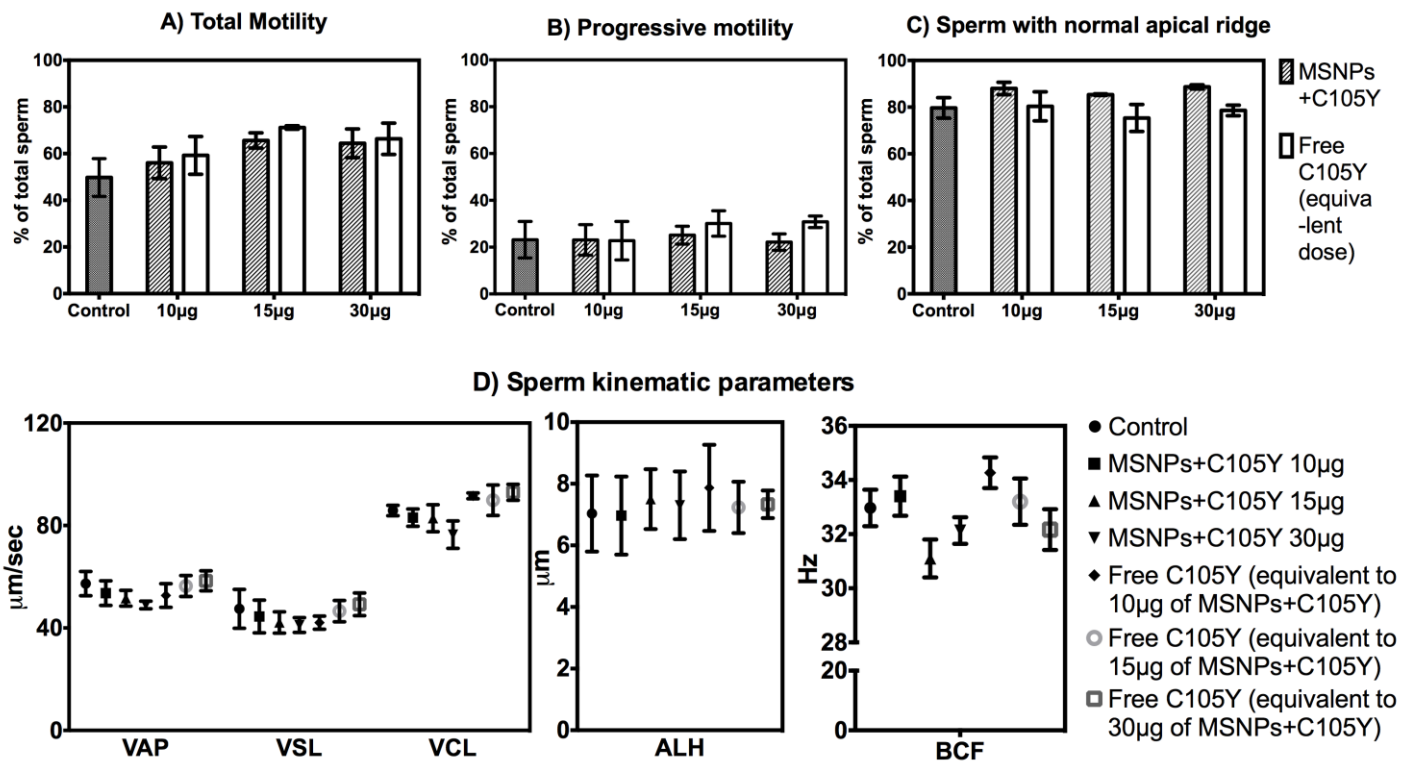 A) Total Motility
% of total sperm
100
80
60
40
20
0
Control 10µg 15µg 30µg
B) Progressive motility
% of total sperm
100
80
60
40
20
0
Control 10µg 15µg 30µg
C) Sperm with normal apical ridge
% of total sperm
100
80
60
40
20
0
Control 10µg 15µg 30µg
MSNPs
+C105Y
Free
C105Y
(equiva
-lent
dose)
D) Sperm kinematic parameters
µm/sec
120
80
40
0
VAP VSL VCL
µm
10
8
6
4
2
0
ALH
Hz
36
34
32
30
28
20
0
BCF
Control
MSNPs+C105Y 10µg
MSNPs+C105Y 15µg
MSNPs+C105Y 30µg
Free C105Y (equivalent to
10µg of MSNPs+C105Y)
Free C105Y (equivalent to
15µg of MSNPs+C105Y)
Free C105Y (equivalent to
30µg of MSNPs+C105Y)